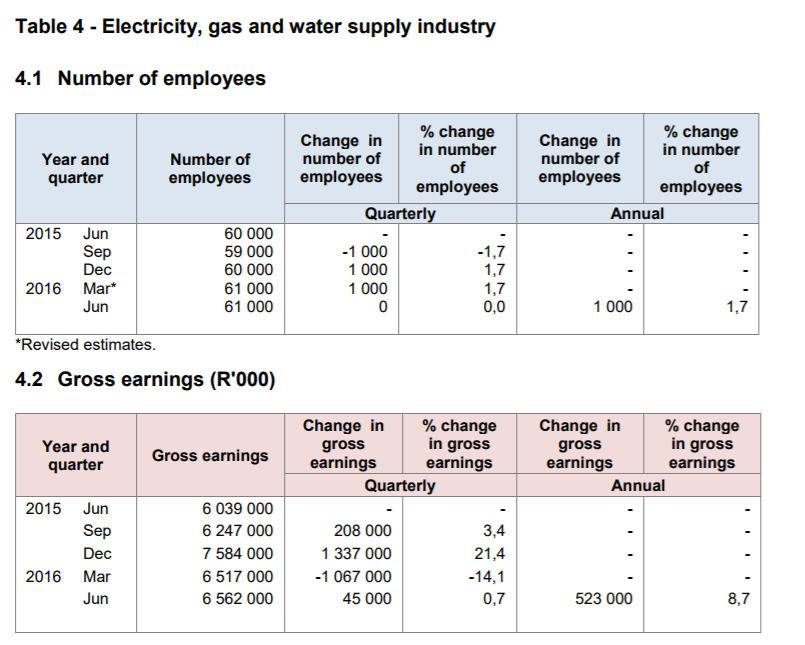 Table 4 - Electricity, gas and water supply industry
4.1 Number of employees
Year and quarter Number of employees Change in number of employees % change in number of employees Change in number of employees % change in number of employees
Quarterly Annual
2015 Jun 60 000 - - - -
Sep 59 000 -1 000 -1,7 - -
Dec 60 000 1 000 1,7 - -
2016 Mar* 61 000 1 000 1,7 - -
Jun 61 000 0 0,0 1 000 1,7
*Revised estimates.
4.2 Gross earnings (R'000)
Year and quarter Gross earnings Change in gross earnings % change in gross earnings Change in gross earnings % change in gross earnings
Quarterly Annual
2015 Jun 6 039 000 - - - -
Sep 6 247 000 208 000 3,4 - -
Dec 7 584 000 1 337 000 21,4 - -
2016 Mar 6 517 000 -1 067 000 -14,1 - -
Jun 6 562 000 45 000 0,7 523 000 8,7